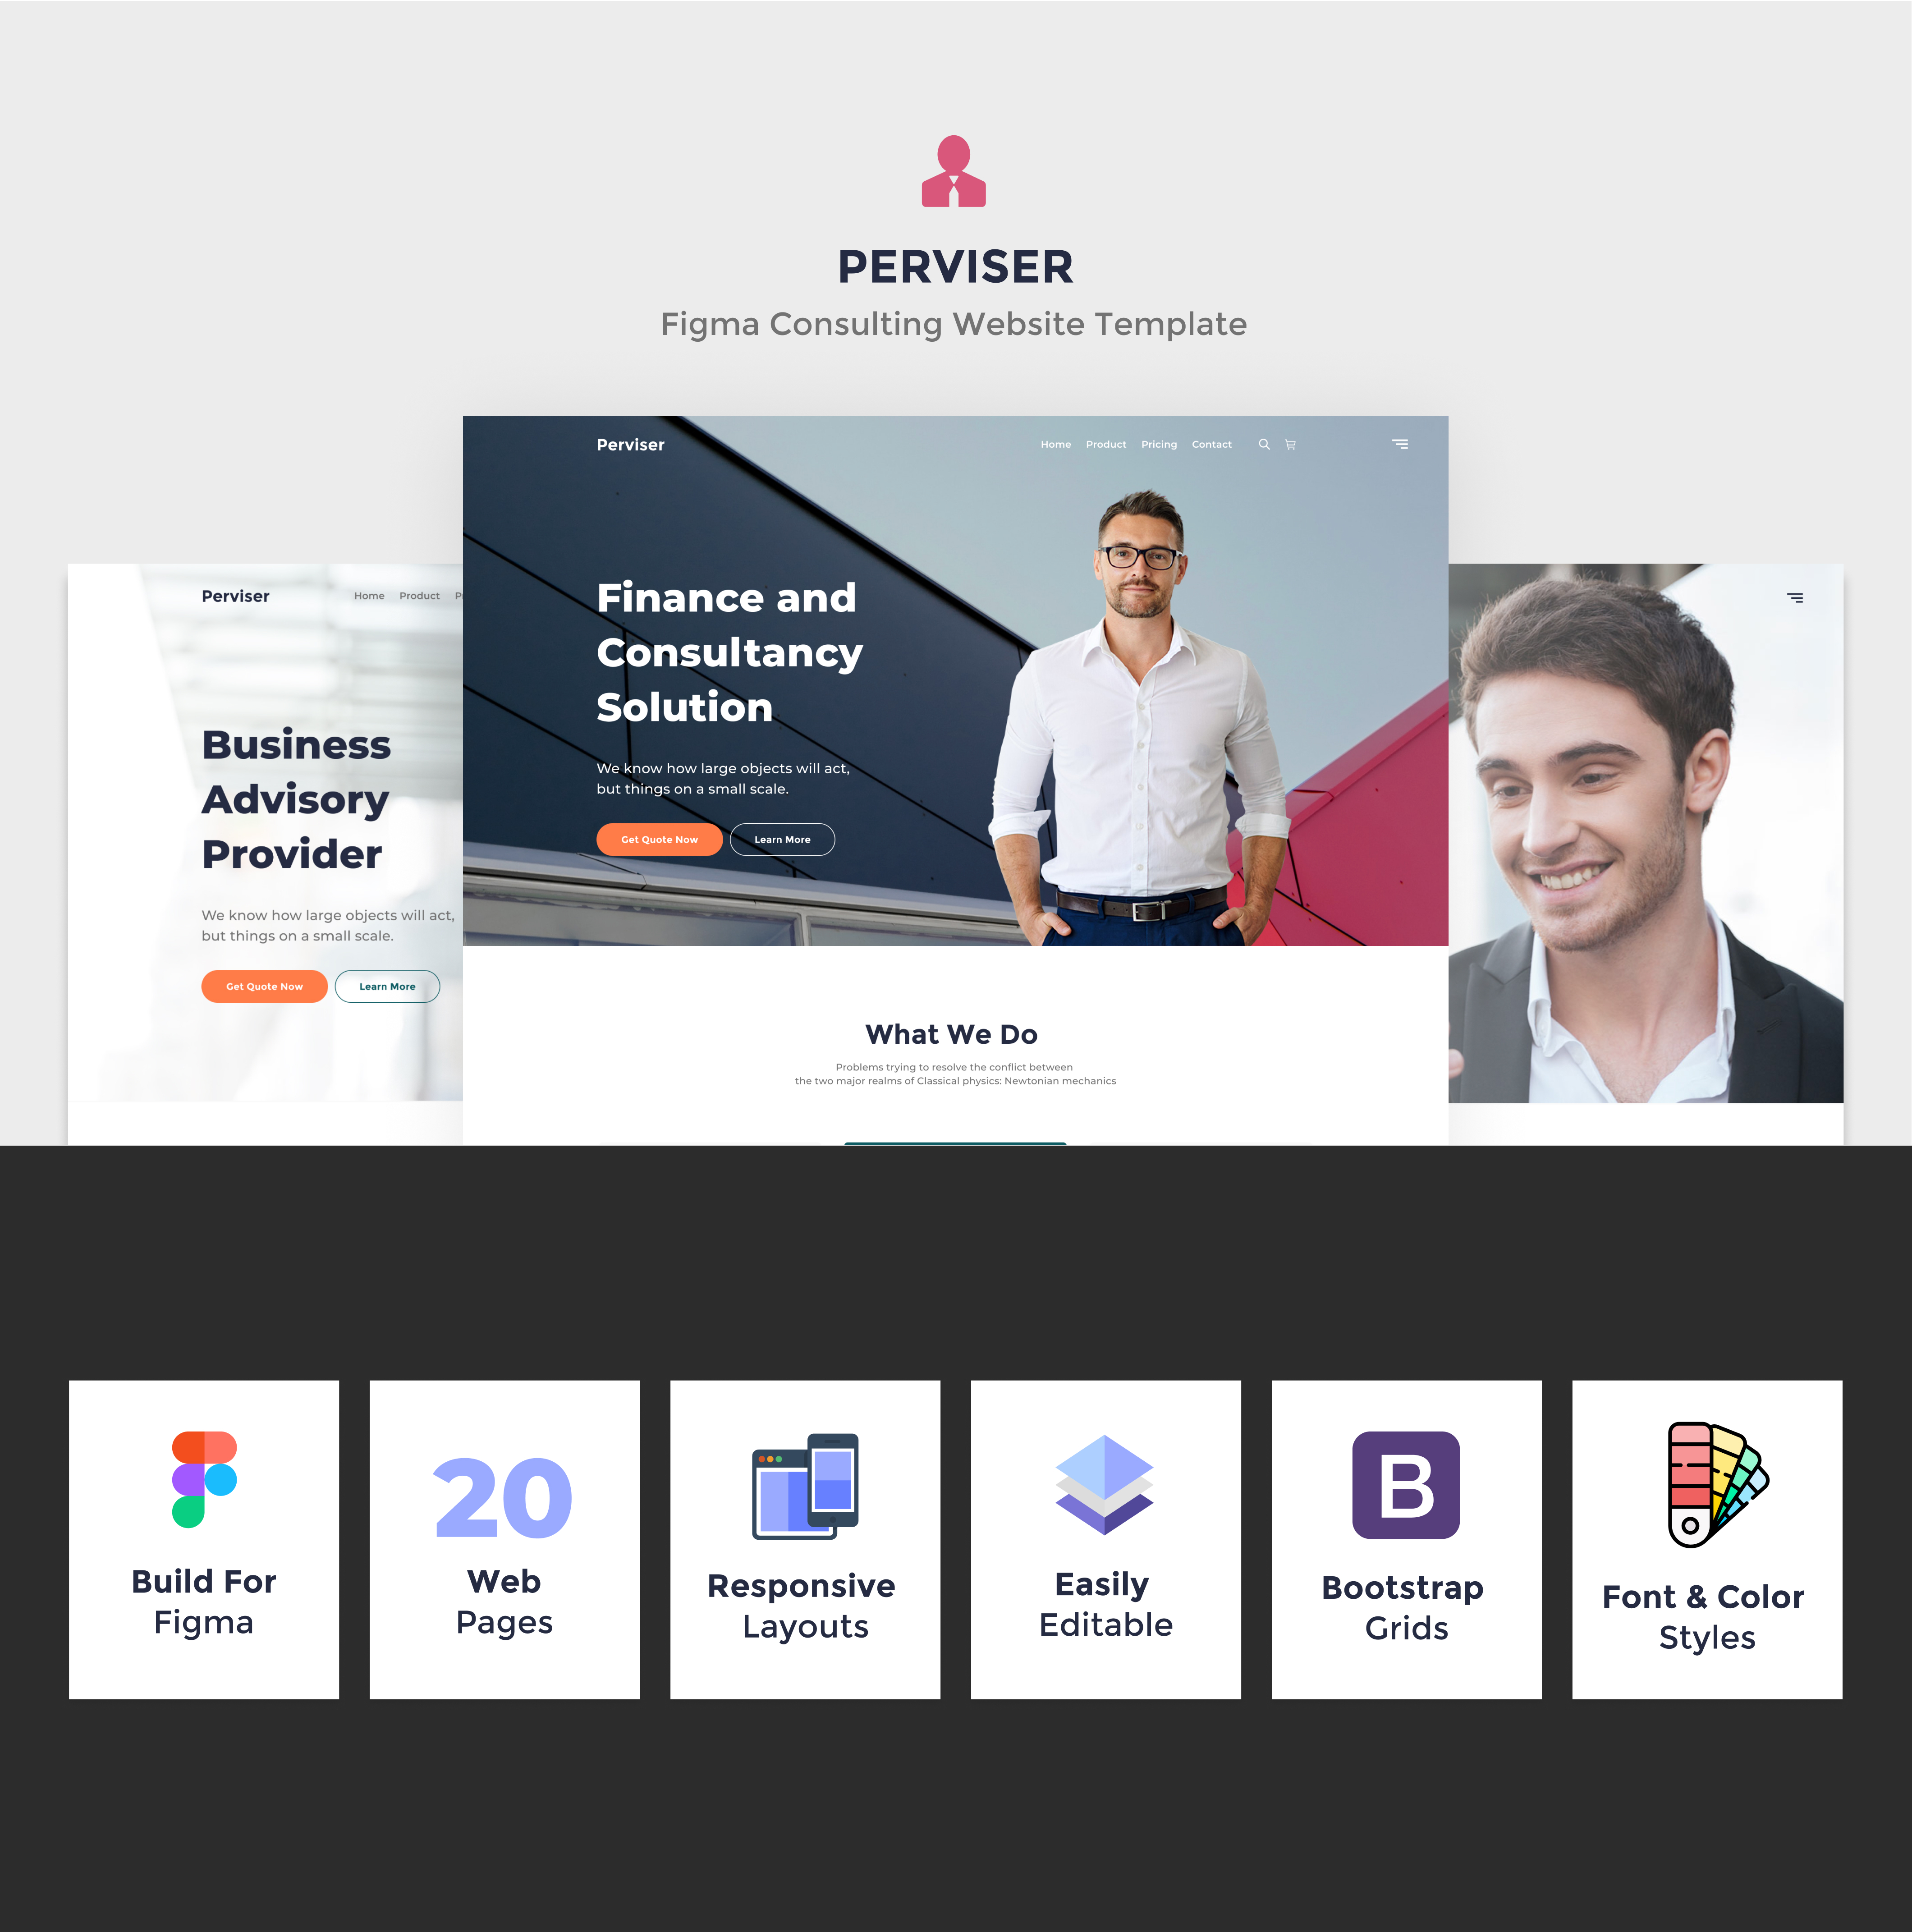 PERVISER
Figma Consulting Website Template
Perviser
Home Product Pricing Contact
Finance and
Consultancy
Solution
We know how large objects will act,
but things on a small scale.
Get Quote Now Learn More
What We Do
Problems trying to resolve the conflict between
the two major realms of Classical physics: Newtonian mechanics
Perviser
Home Product
Business
Advisory
Provider
We know how large objects will act,
but things on a small scale.
Get Quote Now Learn More
Build For
Figma
20
Web
Pages
Responsive
Layouts
Easily
Editable
B
Bootstrap
Grids
Font & Color
Styles